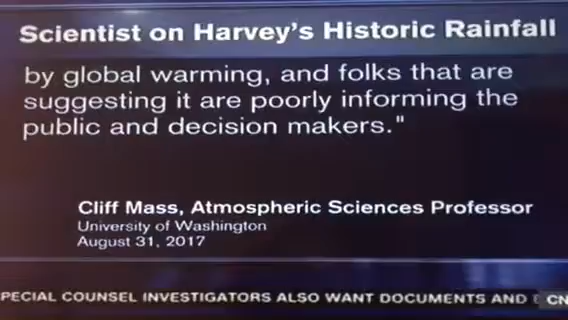 Scientist on Harvey's Historic Rainfall
by global warming, and folks that are
suggesting it are poorly informing the
public and decision makers."
Cliff Mass, Atmospheric Sciences Professor
University of Washington
August 31, 2017
PECIAL COUNSEL INVESTIGATORS ALSO WANT DOCUMENTS AND
CN